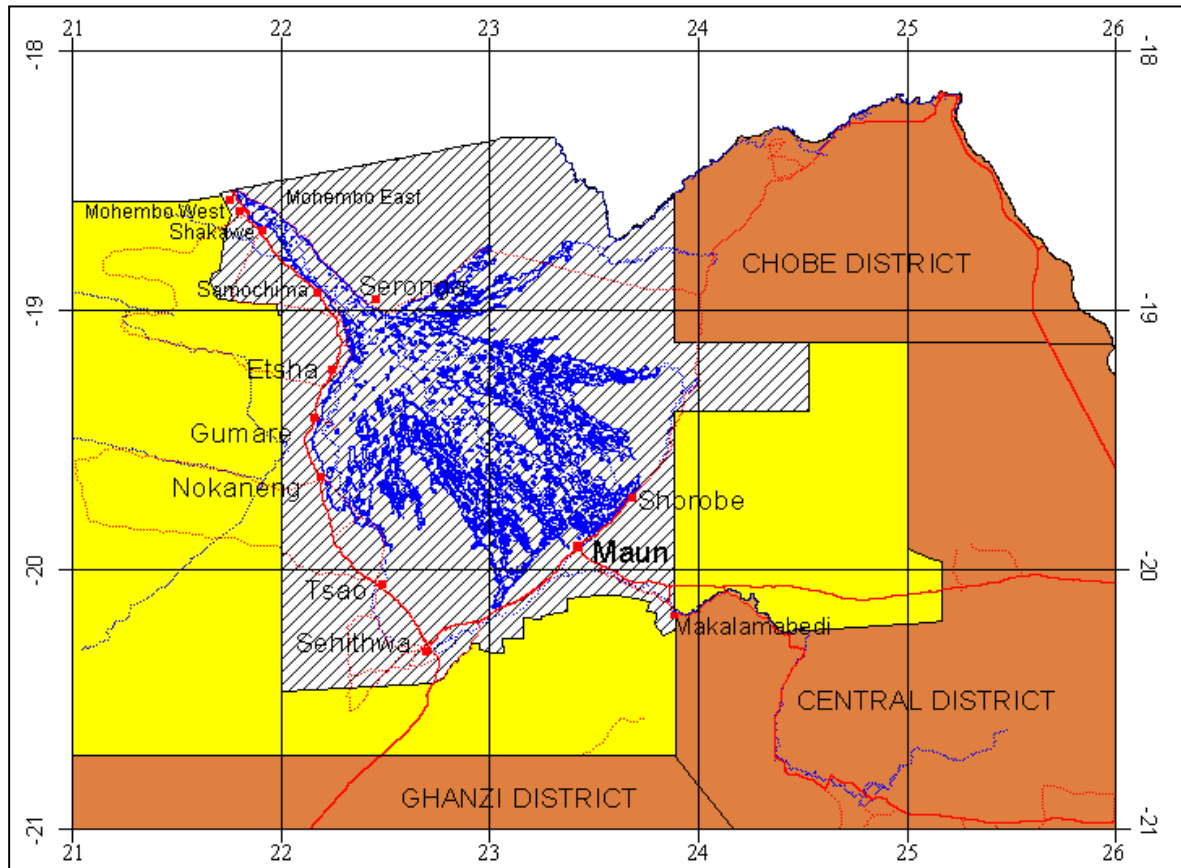 21 22 23 24 25 26
-18 -18
Mohembo East
Mohembo West
Shakawe
CHOBE DISTRICT
Samochima
Seronga
-19 -19
Etsha
Gumare
Nokaneng
Shorobe
Maun
-20 -20
Tsao
Makalamabedi
Sehithwa
CENTRAL DISTRICT
GHANZI DISTRICT
-21 -21
21 22 23 24 25 26